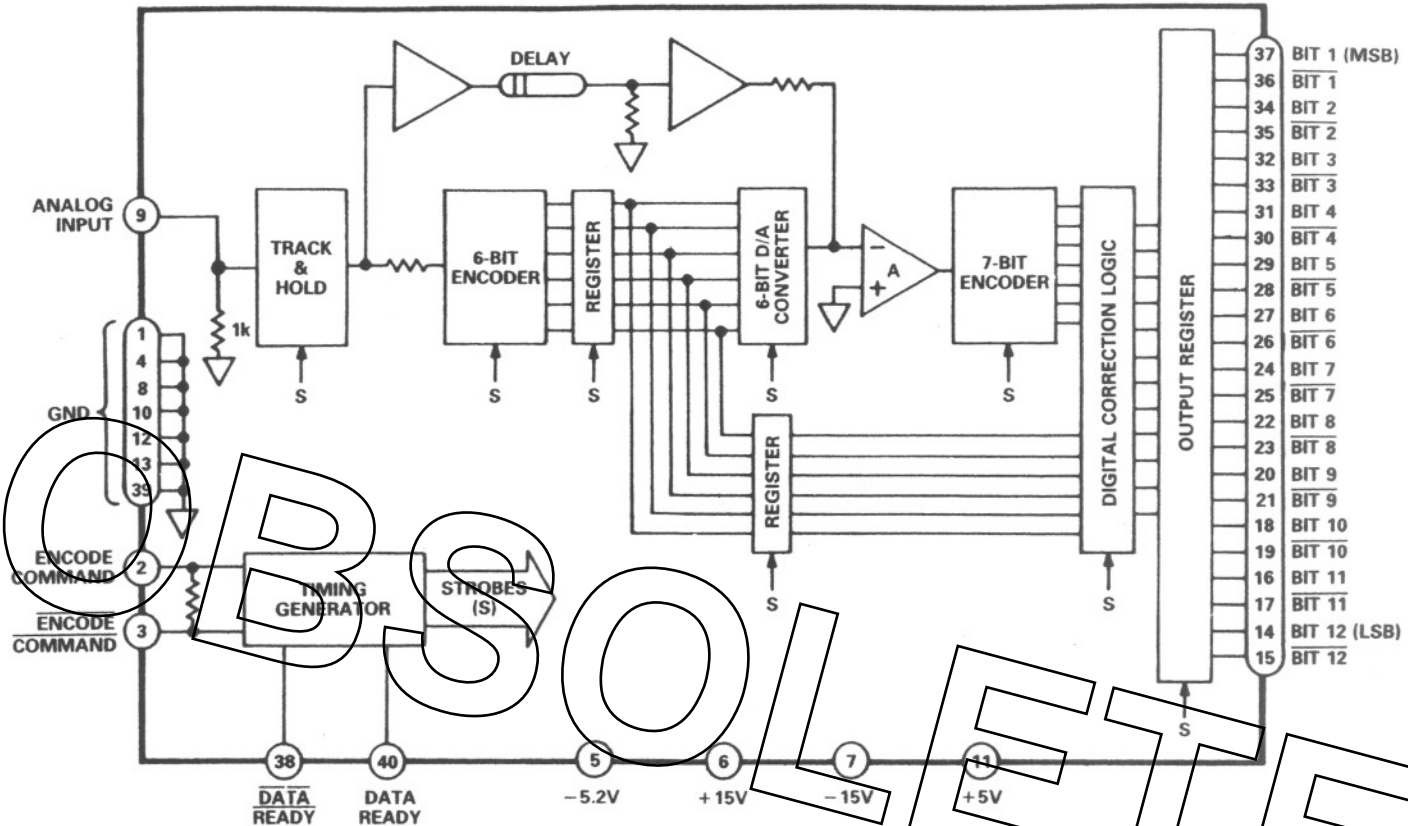 DELAY
37 BIT 1 (MSB)
36 BIT 1
34 BIT 2
35 BIT 2
32 BIT 3
33 BIT 3
31 BIT 4
30 BIT 4
29 BIT 5
28 BIT 5
27 BIT 6
26 BIT 6
24 BIT 7
25 BIT 7
22 BIT 8
23 BIT 8
20 BIT 9
21 BIT 9
18 BIT 10
19 BIT 10
16 BIT 11
17 BIT 11
14 BIT 12 (LSB)
15 BIT 12
ANALOG
INPUT
9
1k
TRACK
&
HOLD
S
6-BIT
ENCODER
S
REGISTER
S
6-BIT D/A
CONVERTER
S
−
A
+
7-BIT
ENCODER
S
DIGITAL CORRECTION LOGIC
S
OUTPUT REGISTER
S
REGISTER
S
GND
1
4
8
10
12
13
39
ENCODE
COMMAND
2
ENCODE
COMMAND
3
TIMING
GENERATOR
STROBES
(S)
38
DATA
READY
40
DATA
READY
5
−5.2V
6
+15V
7
−15V
11
+5V
OBSOLETE